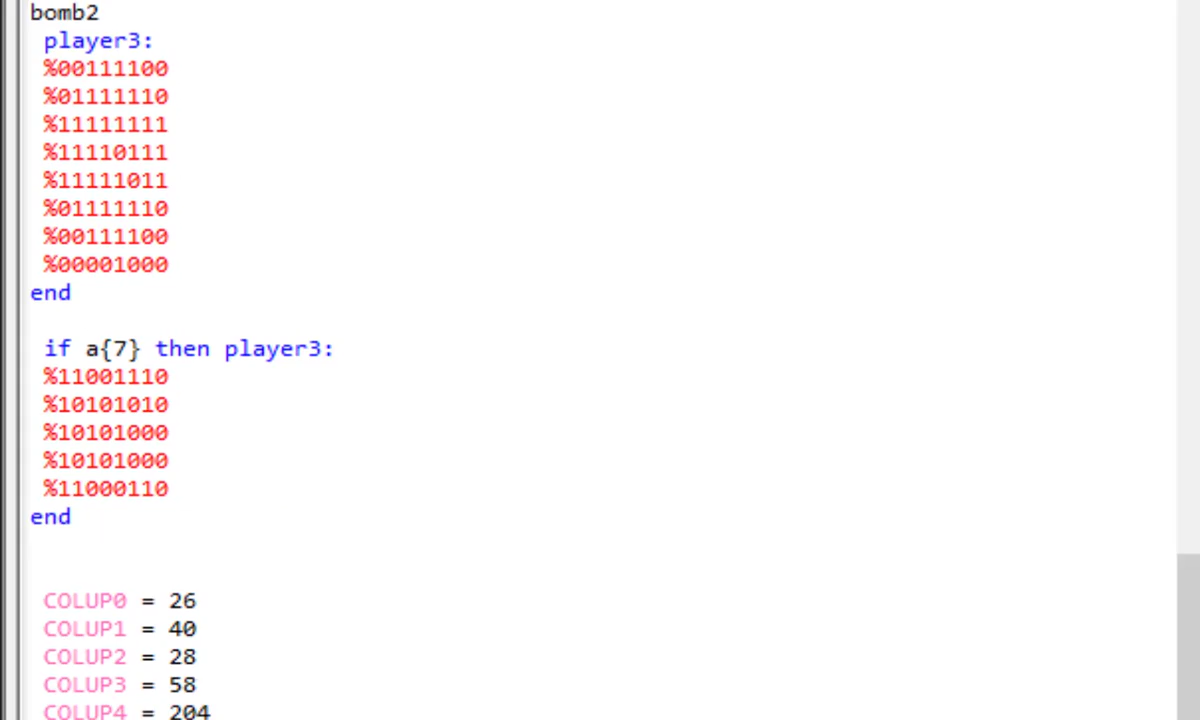 bomb2
player3:
%00111100
%01111110
%11111111
%11110111
%11111011
%01111110
%00111100
%00001000
end
if a{7} then player3:
%11001110
%10101010
%10101000
%10101000
%11000110
end
COLUP0 = 26
COLUP1 = 40
COLUP2 = 28
COLUP3 = 58
COLUP4 = 204